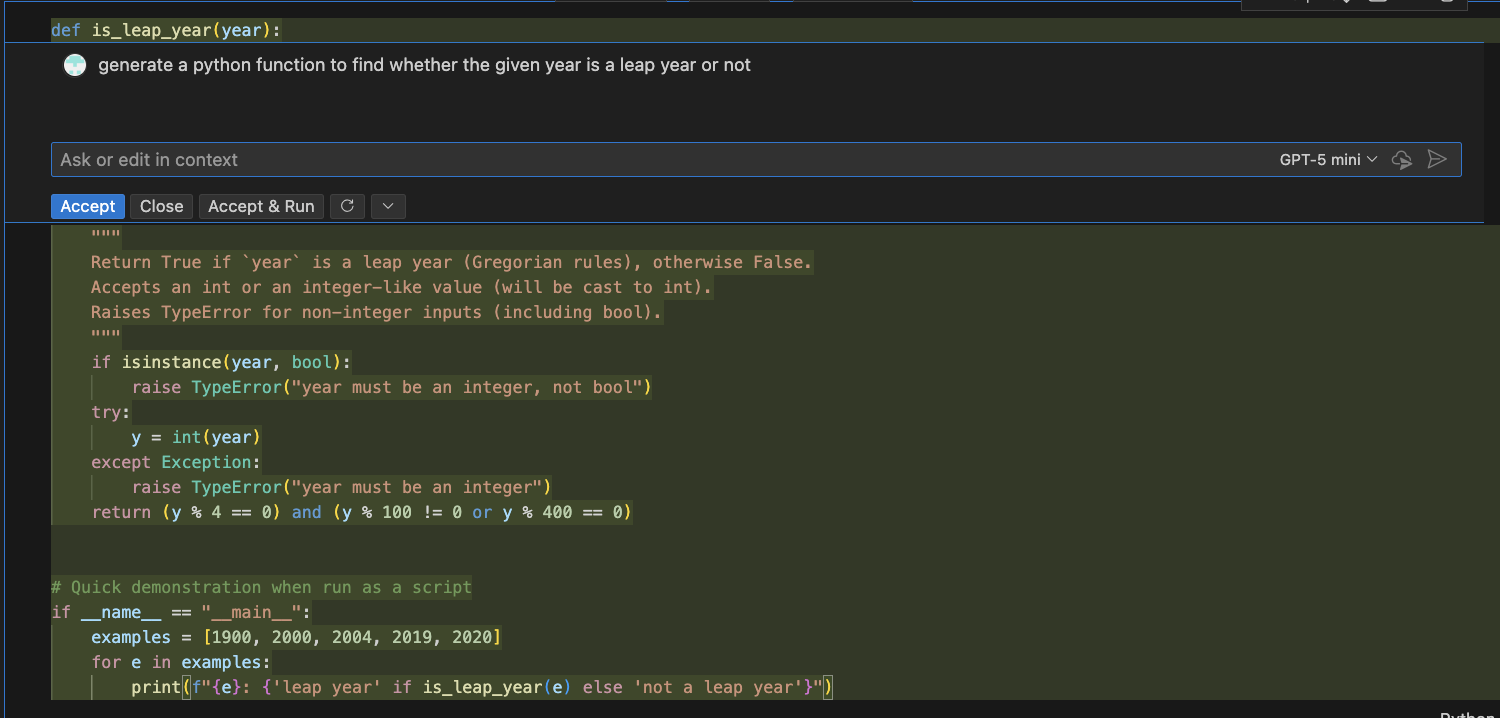 def is_leap_year(year):
generate a python function to find whether the given year is a leap year or not
Ask or edit in context
GPT-5 mini
Accept
Close
Accept & Run
"""
Return True if `year` is a leap year (Gregorian rules), otherwise False.
Accepts an int or an integer-like value (will be cast to int).
Raises TypeError for non-integer inputs (including bool).
"""
if isinstance(year, bool):
raise TypeError("year must be an integer, not bool")
try:
y = int(year)
except Exception:
raise TypeError("year must be an integer")
return (y % 4 == 0) and (y % 100 != 0 or y % 400 == 0)
# Quick demonstration when run as a script
if __name__ == "__main__":
examples = [1900, 2000, 2004, 2019, 2020]
for e in examples:
print(f"{e}: {'leap year' if is_leap_year(e) else 'not a leap year'}")
Python